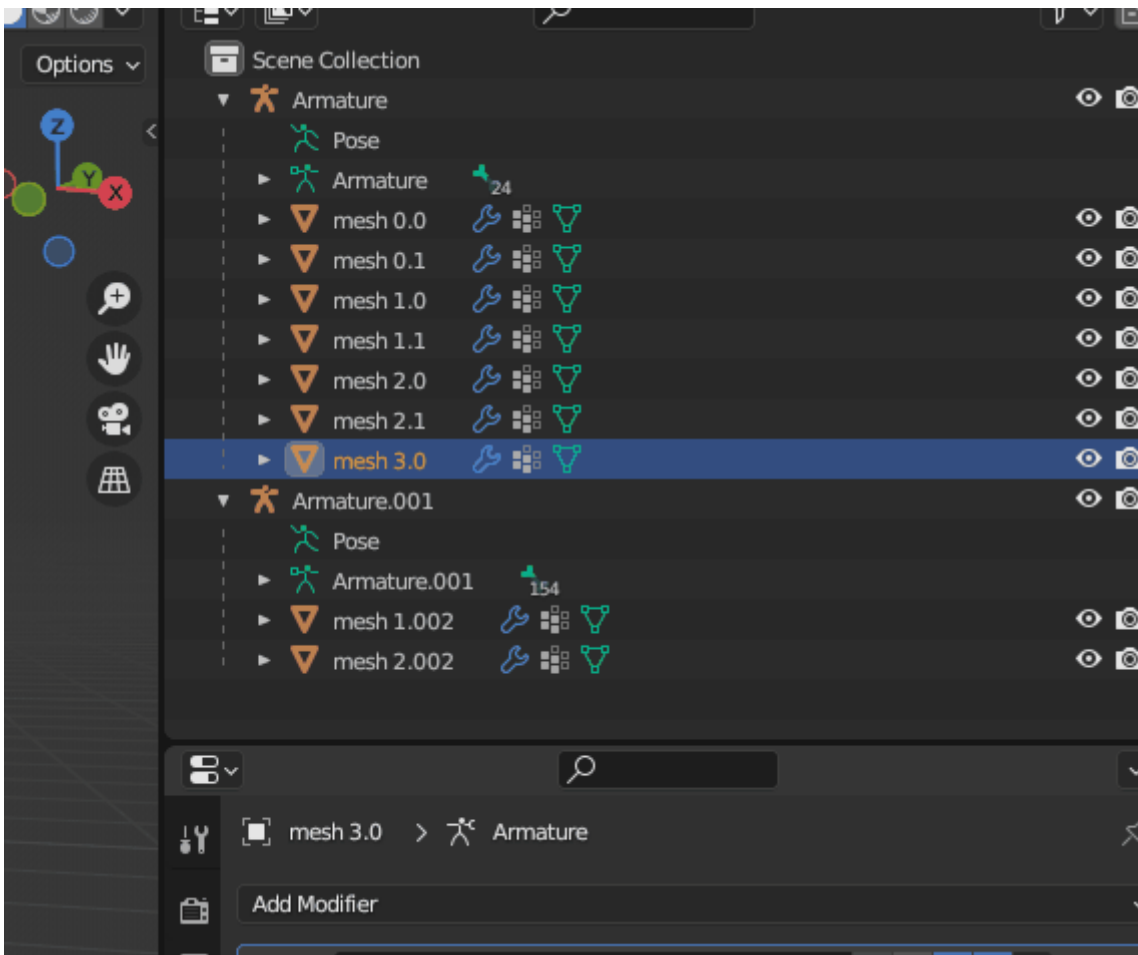 Options
Scene Collection
Armature
Pose
Armature 24
mesh 0.0
mesh 0.1
mesh 1.0
mesh 1.1
mesh 2.0
mesh 2.1
mesh 3.0
Armature.001
Pose
Armature.001 154
mesh 1.002
mesh 2.002
Z
Y
X
mesh 3.0 > Armature
Add Modifier